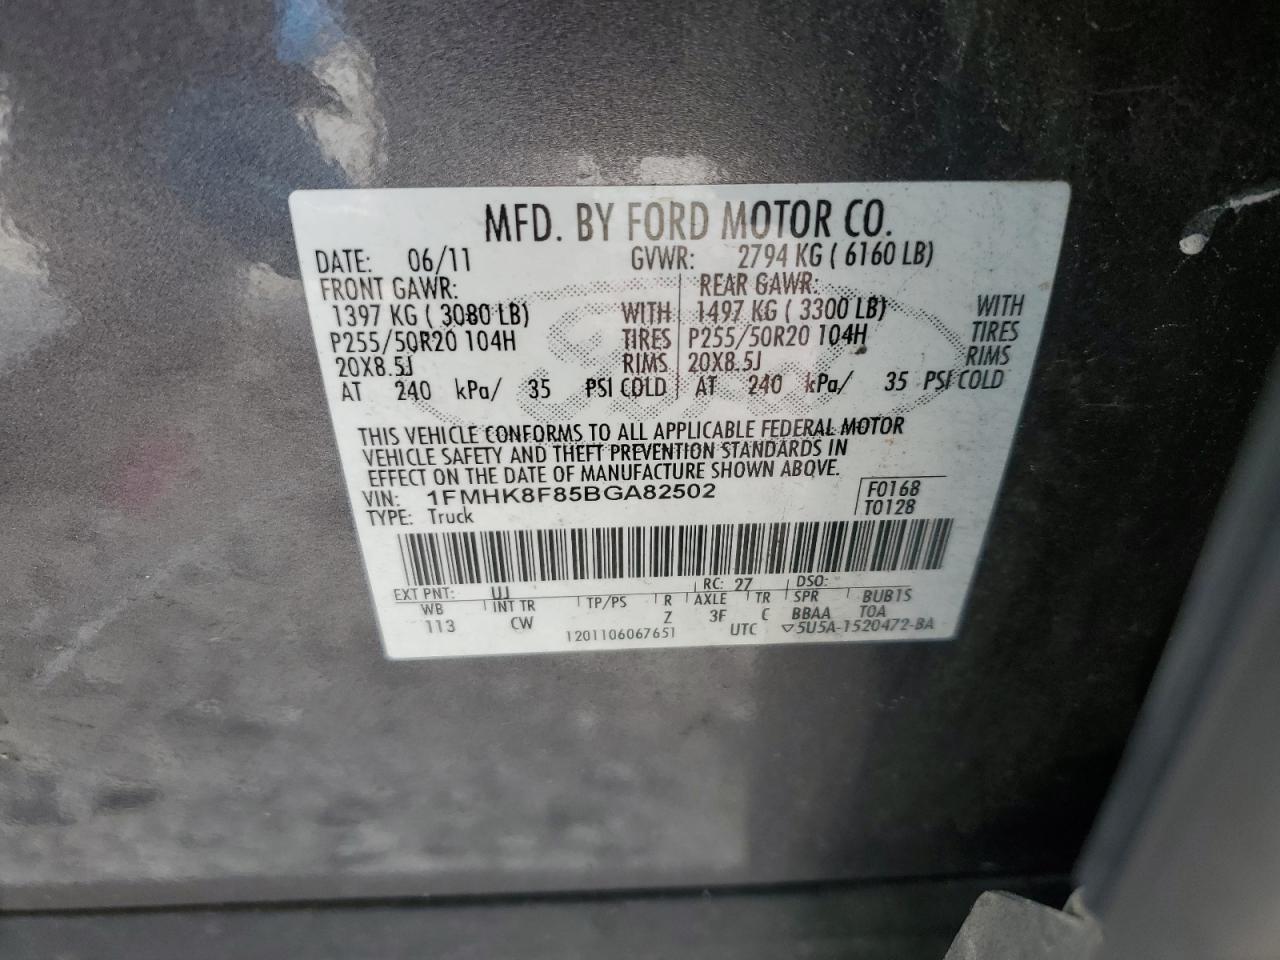 MFD. BY FORD MOTOR CO.
DATE: 06/11 GVWR: 2794 KG ( 6160 LB)
FRONT GAWR: REAR GAWR:
1397 KG ( 3080 LB) WITH 1497 KG ( 3300 LB) WITH
P255/50R20 104H TIRES P255/50R20 104H TIRES
20X8.5J RIMS 20X8.5J RIMS
AT 240 kPa/ 35 PSI COLD AT 240 kPa/ 35 PSI COLD
THIS VEHICLE CONFORMS TO ALL APPLICABLE FEDERAL MOTOR
VEHICLE SAFETY AND THEFT PREVENTION STANDARDS IN
EFFECT ON THE DATE OF MANUFACTURE SHOWN ABOVE.
VIN: 1FMHK8F85BGA82502 F0168
TYPE: Truck T0128
EXT PNT: UJ RC: 27 DSO:
WB INT TR TP/PS R AXLE TR SPR BUB1S
113 CW Z 3F C BBAA TOA
1201106067651 UTC ▽5U5A-1520472-BA